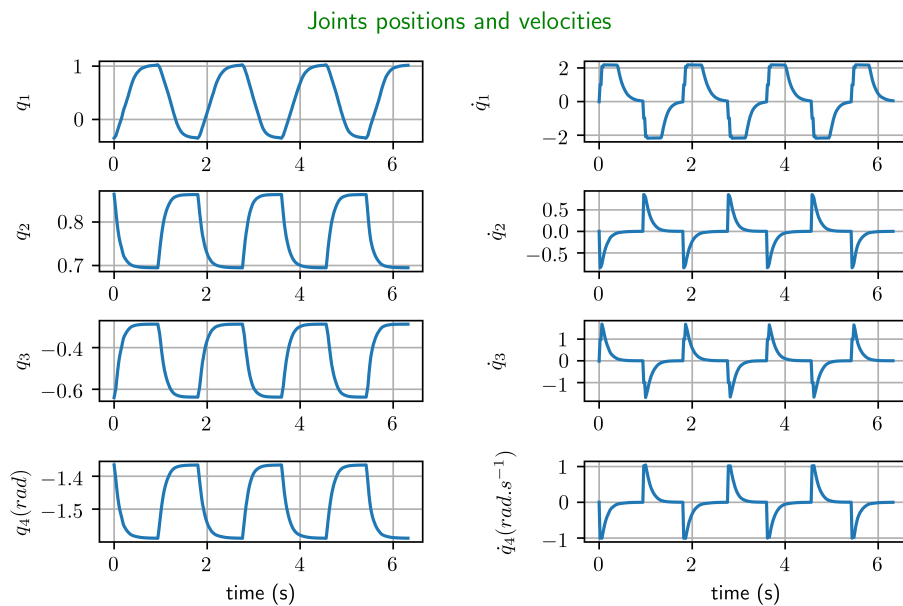 Joints positions and velocities
q₁
1
0
0 2 4 6
q̇₁
2
0
−2
0 2 4 6
q₂
0.8
0.7
0 2 4 6
q̇₂
0.5
0.0
−0.5
0 2 4 6
q₃
−0.4
−0.6
0 2 4 6
q̇₃
1
0
−1
0 2 4 6
q₄(rad)
−1.4
−1.5
0 2 4 6
time (s)
q̇₄(rad.s⁻¹)
1
0
−1
0 2 4 6
time (s)